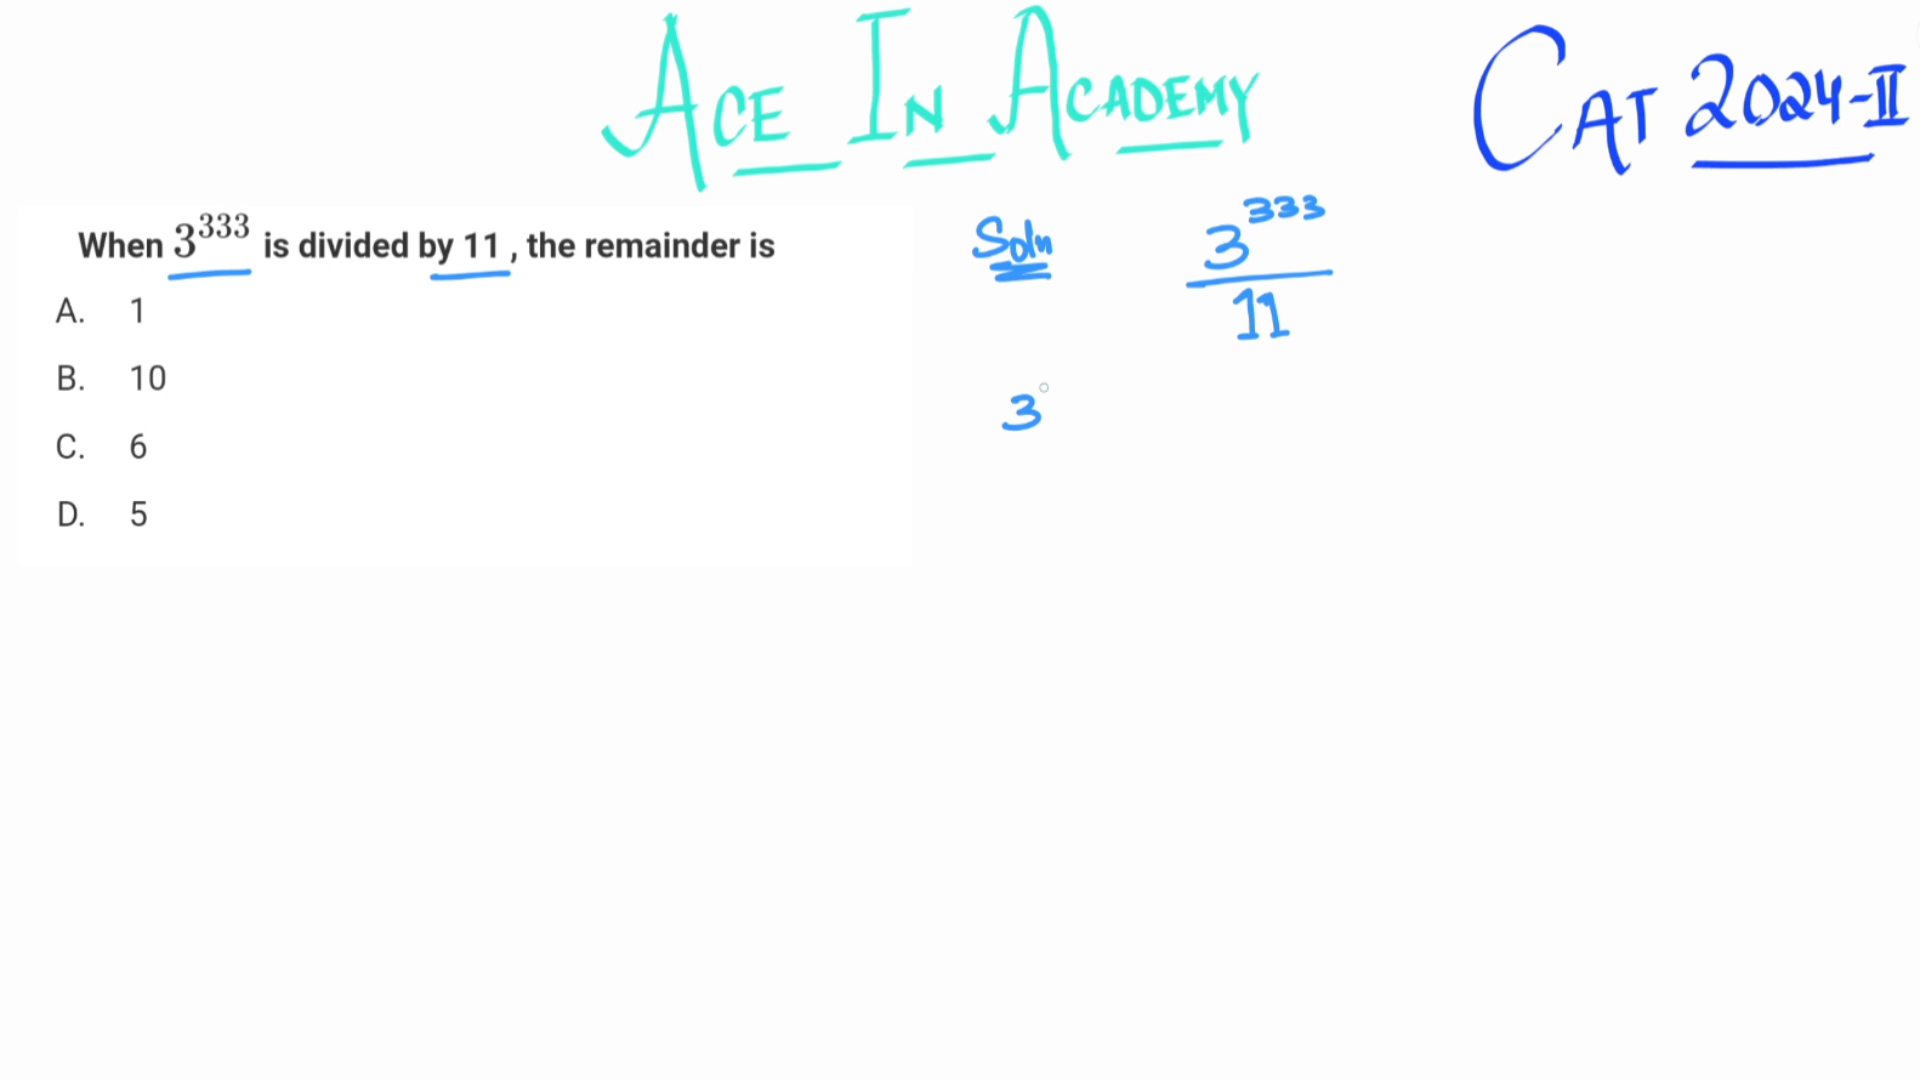 ACE IN ACADEMY
CAT 2024-II
When 3^333 is divided by 11 , the remainder is
A. 1
B. 10
C. 6
D. 5
Soln
3^333
11
3